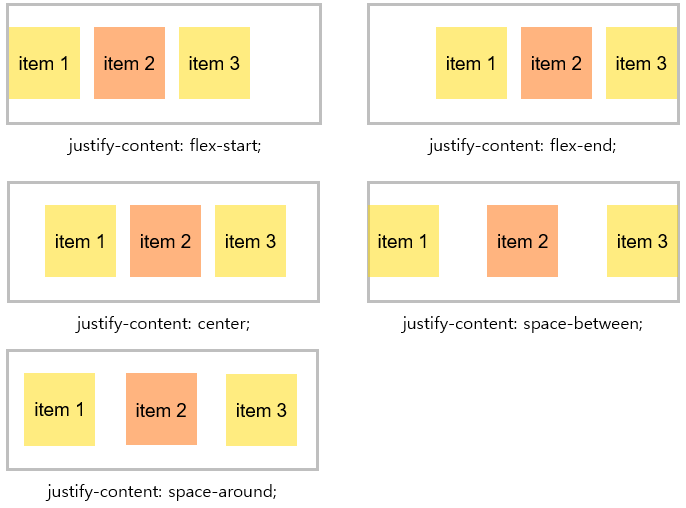 item 1 item 2 item 3
justify-content: flex-start;
item 1 item 2 item 3
justify-content: flex-end;
item 1 item 2 item 3
justify-content: center;
item 1 item 2 item 3
justify-content: space-between;
item 1 item 2 item 3
justify-content: space-around;